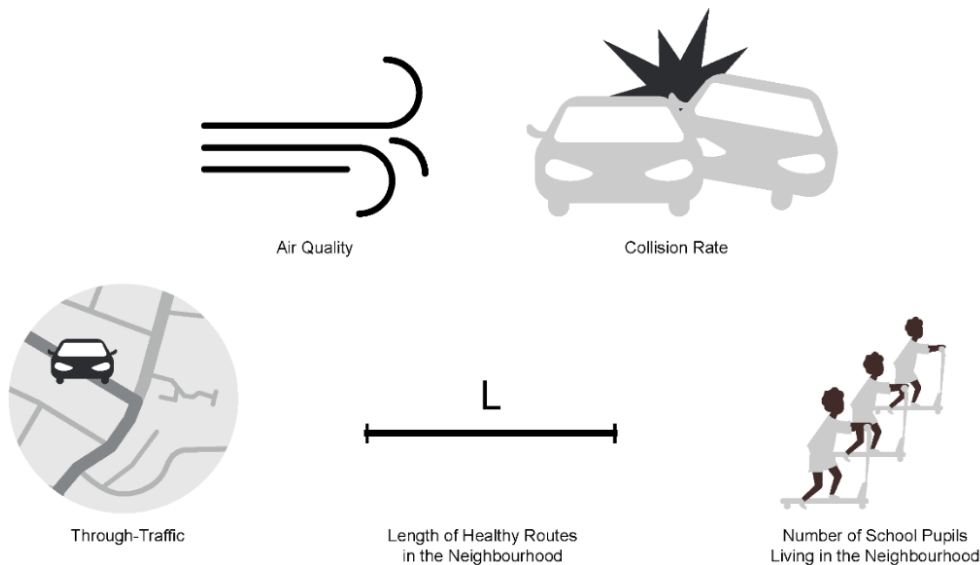 Air Quality
Collision Rate
L
Through-Traffic
Length of Healthy Routes
in the Neighbourhood
Number of School Pupils
Living in the Neighbourhood